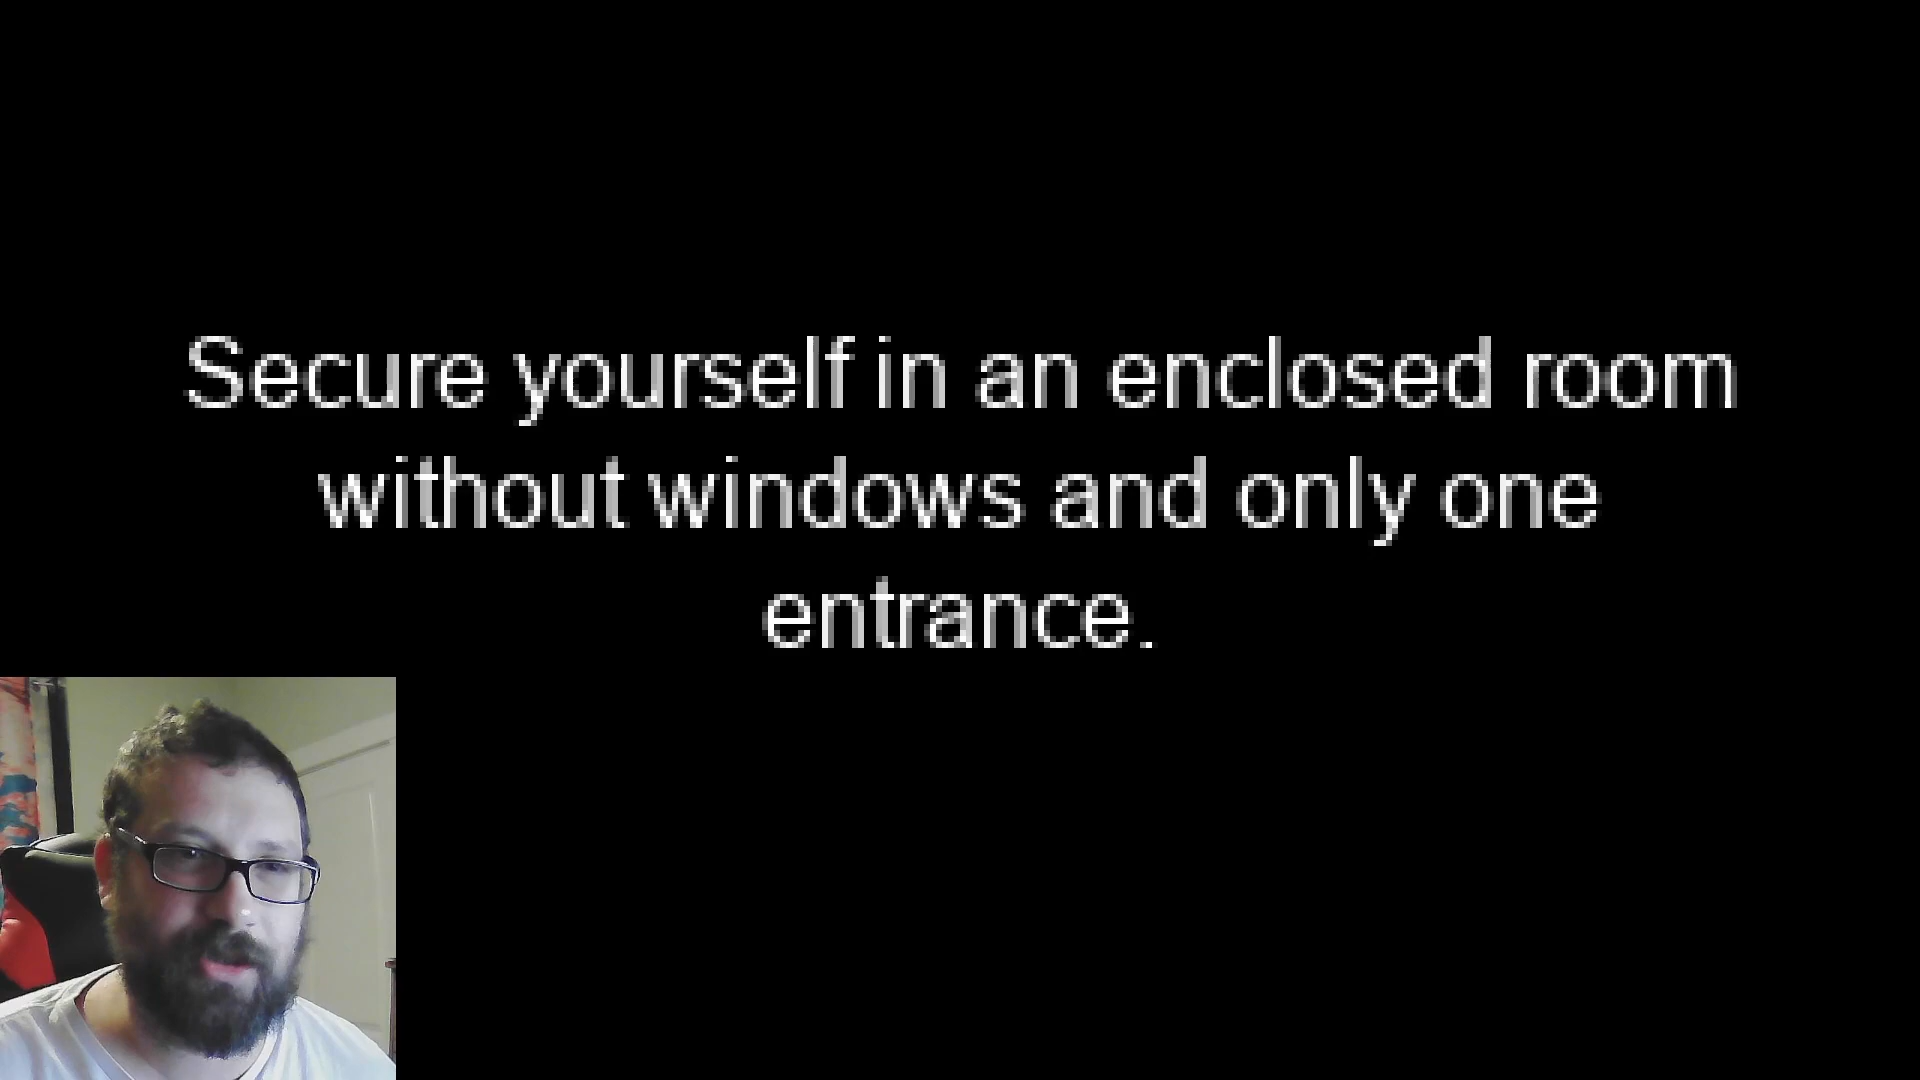 Secure yourself in an enclosed room
without windows and only one
entrance.